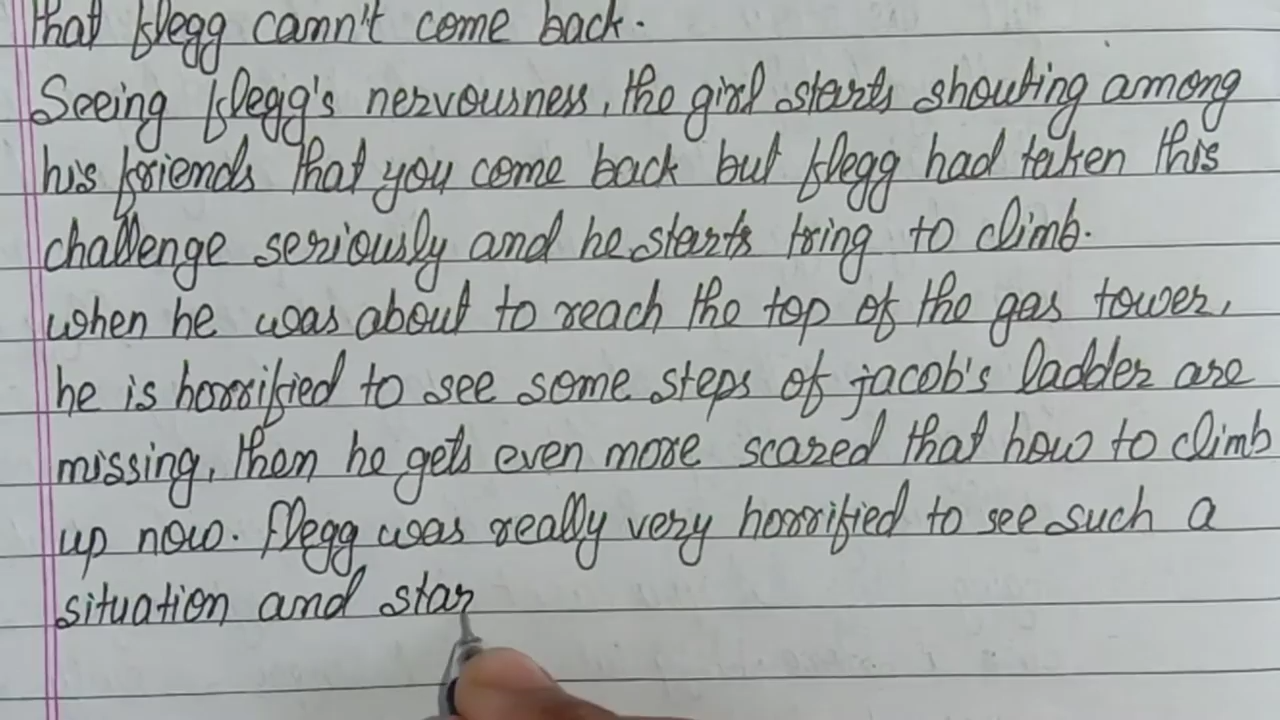 that flegg camn't come back.
Seeing flegg's nervousness, the girl starts shouting among
his friends that you come back but flegg had taken this
challenge seriously and he starts tring to climb.
when he was about to reach the top of the gas tower,
he is horrified to see some steps of jacob's ladder are
missing, then he gets even more scared that how to climb
up now. flegg was really very horrified to see such a
situation and star